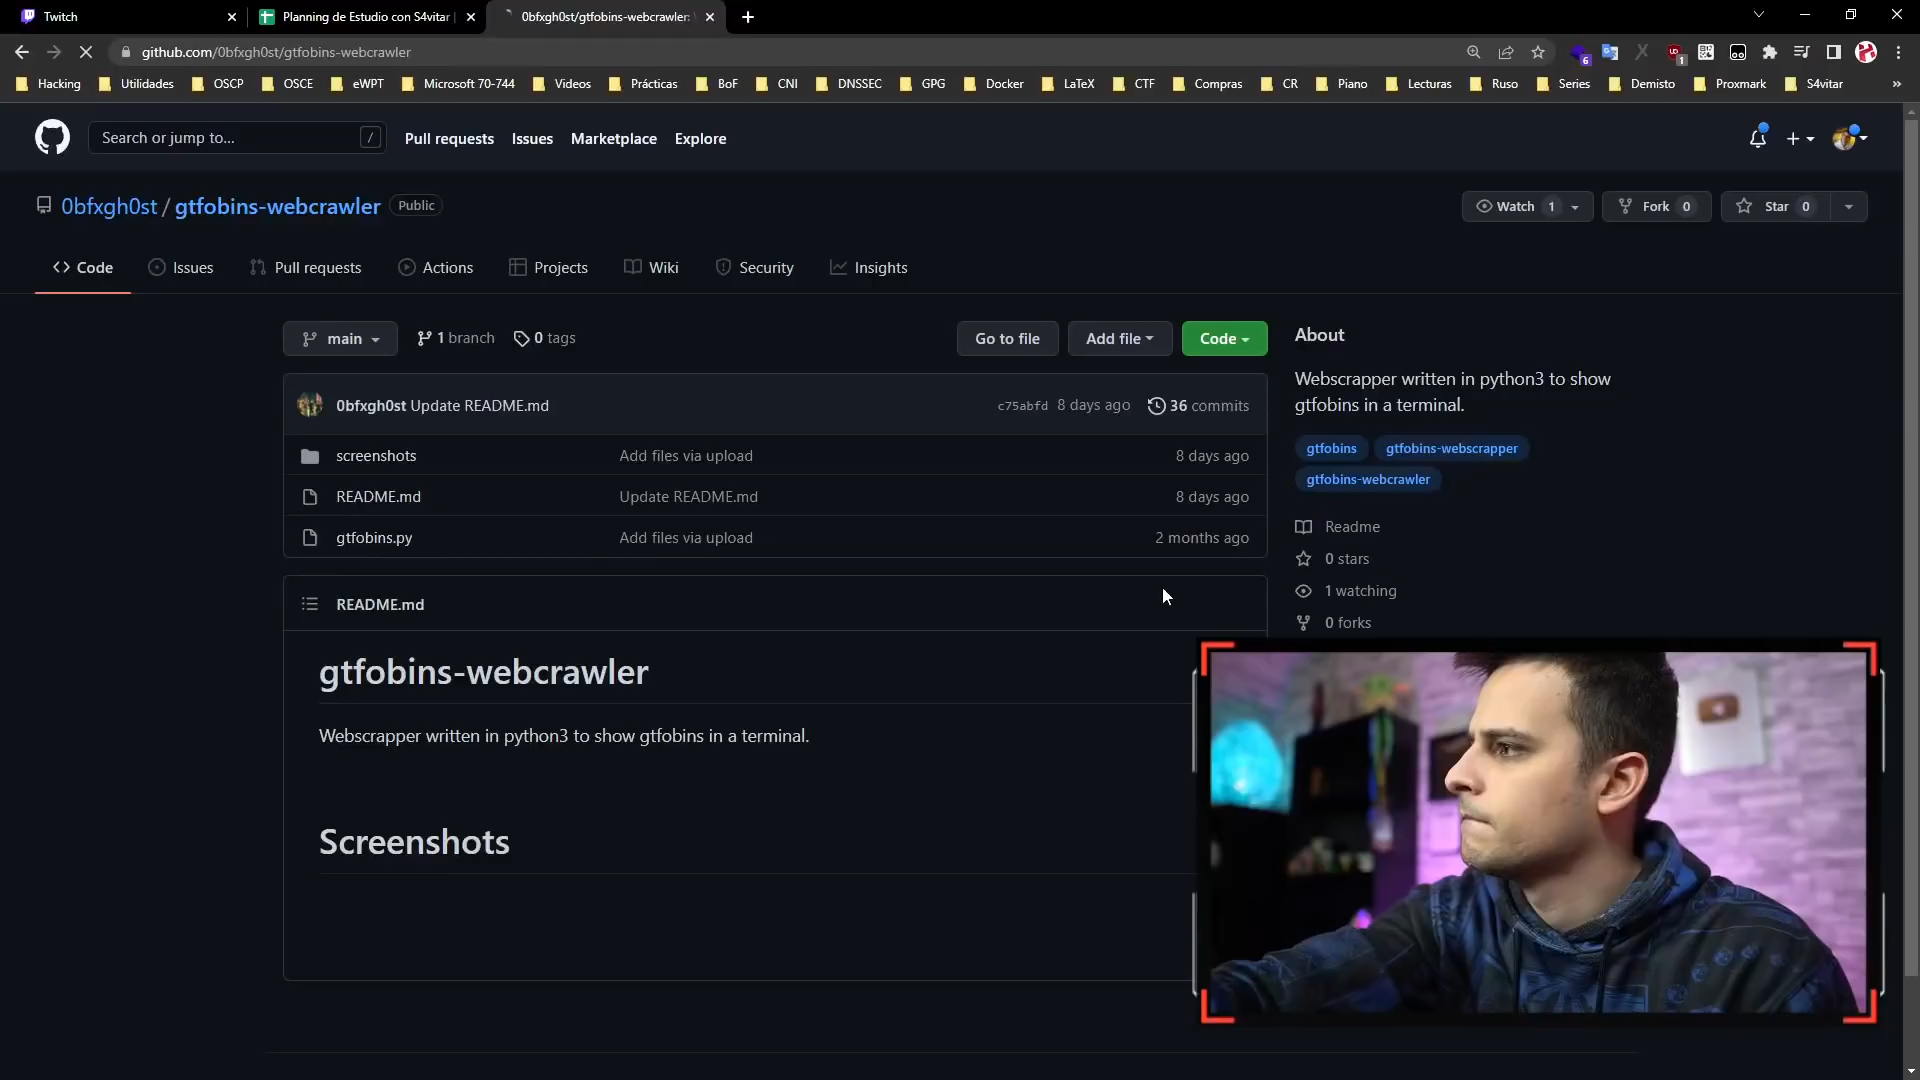 Twitch
Planning de Estudio con S4vitar |
0bfxgh0st/gtfobins-webcrawler:
github.com/0bfxgh0st/gtfobins-webcrawler
6
1
Hacking Utilidades OSCP OSCE eWPT Microsoft 70-744 Videos Prácticas BoF CNI DNSSEC GPG Docker LaTeX CTF Compras CR Piano Lecturas Ruso Series Demisto Proxmark S4vitar »
Search or jump to... /
Pull requests Issues Marketplace Explore
0bfxgh0st / gtfobins-webcrawler Public
Watch 1 Fork 0 Star 0
Code Issues Pull requests Actions Projects Wiki Security Insights
main 1 branch 0 tags
Go to file Add file Code
0bfxgh0st Update README.md c75abfd 8 days ago 36 commits
screenshots Add files via upload 8 days ago
README.md Update README.md 8 days ago
gtfobins.py Add files via upload 2 months ago
README.md
gtfobins-webcrawler
Webscrapper written in python3 to show gtfobins in a terminal.
Screenshots
About
Webscrapper written in python3 to show
gtfobins in a terminal.
gtfobins gtfobins-webscrapper
gtfobins-webcrawler
Readme
0 stars
1 watching
0 forks